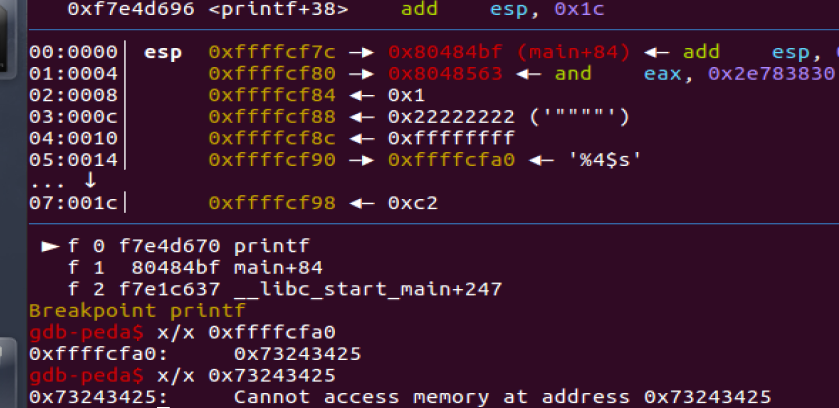 0xf7e4d696 <printf+38> add esp, 0x1c
00:0000│ esp 0xffffcf7c —▸ 0x80484bf (main+84) ◂— add esp,
01:0004│ 0xffffcf80 —▸ 0x8048563 ◂— and eax, 0x2e783830
02:0008│ 0xffffcf84 ◂— 0x1
03:000c│ 0xffffcf88 ◂— 0x22222222 ('""""')
04:0010│ 0xffffcf8c ◂— 0xffffffff
05:0014│ 0xffffcf90 —▸ 0xffffcfa0 ◂— '%4$s'
... ↓
07:001c│ 0xffffcf98 ◂— 0xc2
► f 0 f7e4d670 printf
f 1 80484bf main+84
f 2 f7e1c637 __libc_start_main+247
Breakpoint printf
gdb-peda$ x/x 0xffffcfa0
0xffffcfa0: 0x73243425
gdb-peda$ x/x 0x73243425
0x73243425: Cannot access memory at address 0x73243425